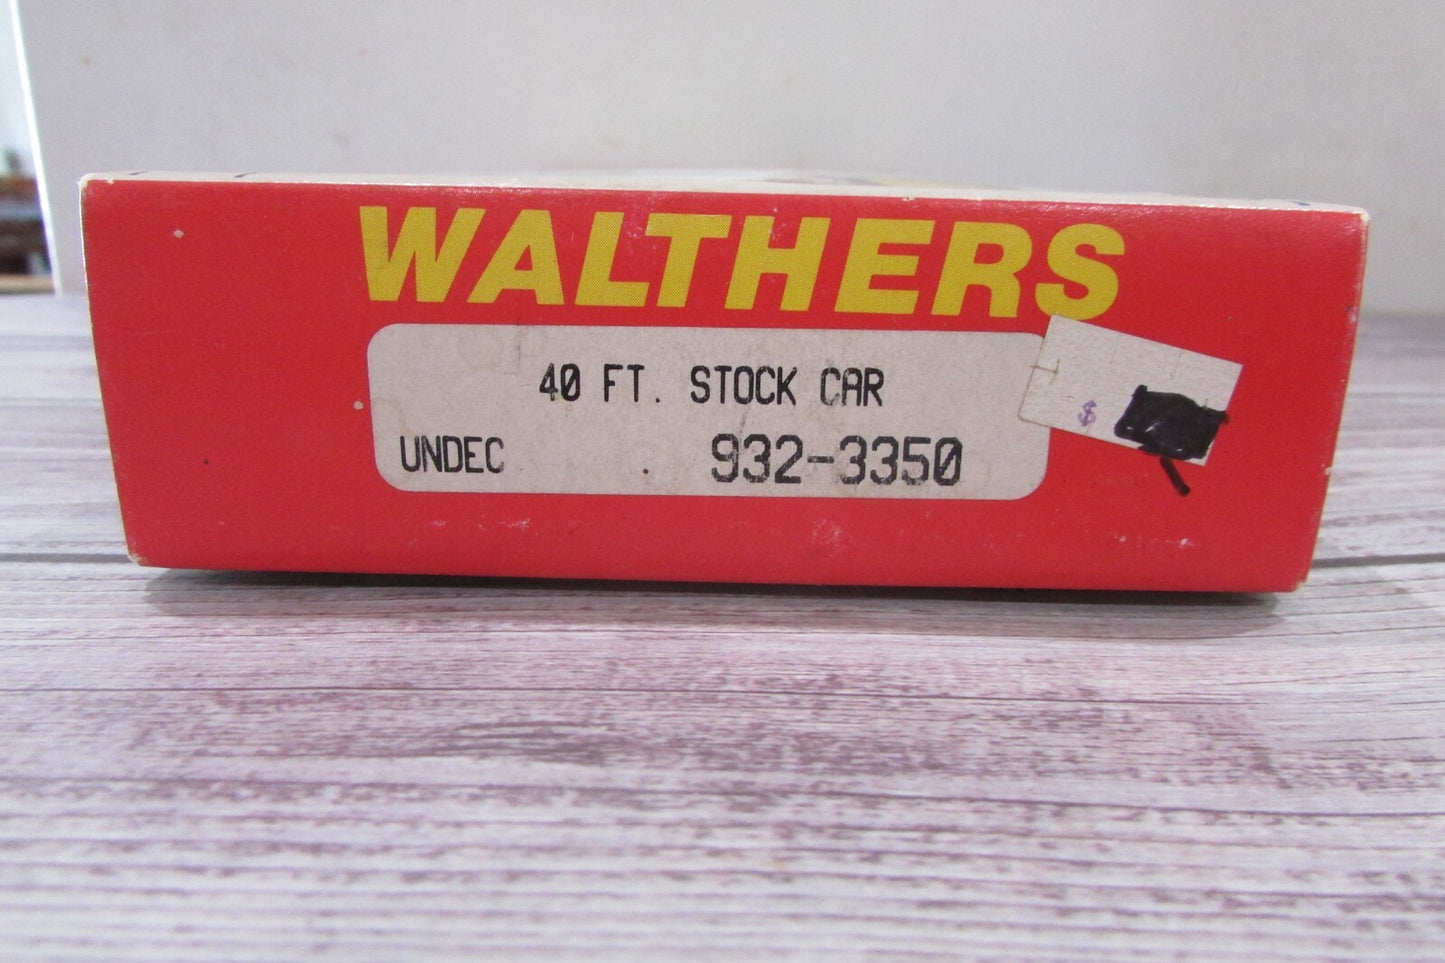 WALTHERS
40 FT. STOCK CAR
UNDEC 932-3350
$